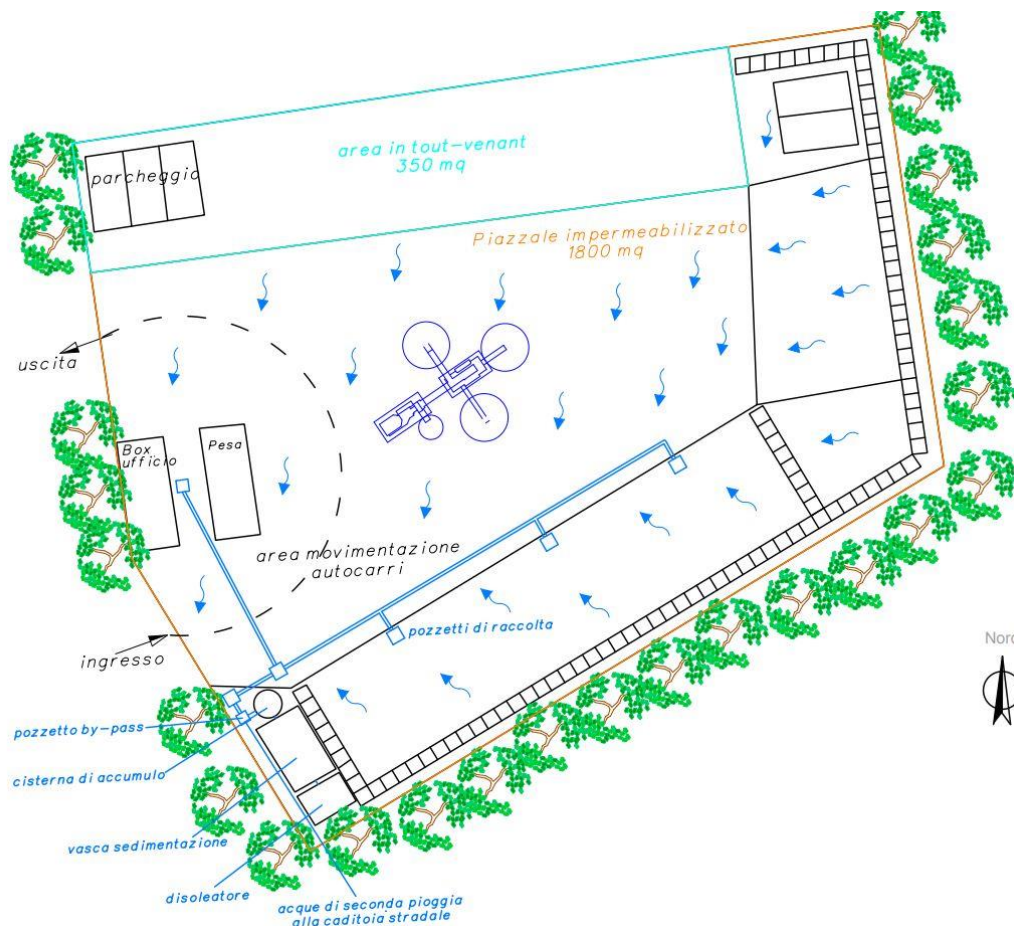 area in tout-venant
350 mq
parcheggio
Piazzale impermeabilizzato
1800 mq
uscita
Box
ufficio
Pesa
area movimentazione
autocarri
pozzetti di raccolta
ingresso
Nord
pozzetto by-pass
cisterna di accumulo
vasca sedimentazione
disoleatore
acque di seconda pioggia
alla caditoia stradale